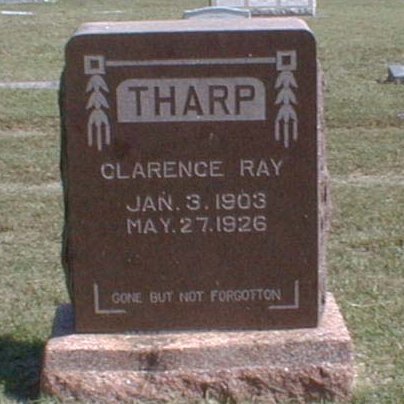 THARP
CLARENCE RAY
JAN. 3. 1903
MAY. 27. 1926
GONE BUT NOT FORGOTTON